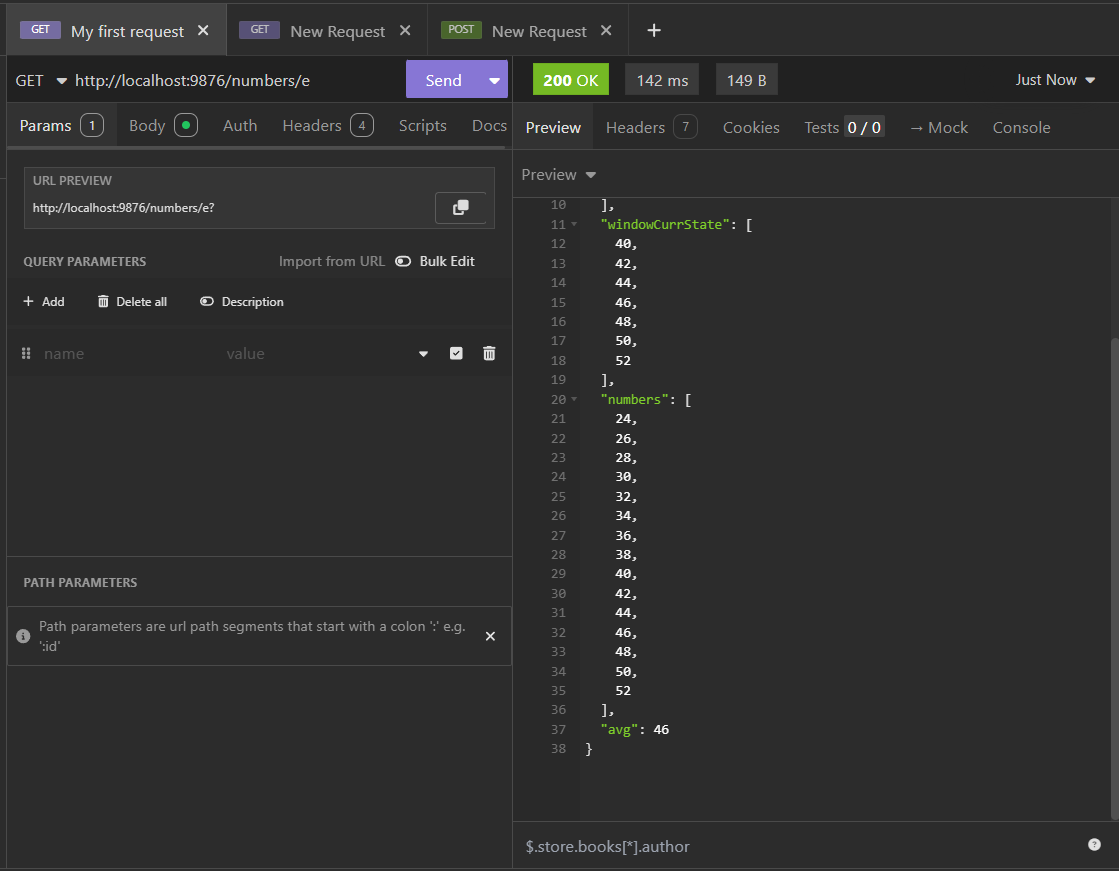 GET My first request GET New Request POST New Request
GET http://localhost:9876/numbers/e Send 200 OK 142 ms 149 B Just Now
Params 1 Body Auth Headers 4 Scripts Docs
Preview Headers 7 Cookies Tests 0 / 0 → Mock Console
URL PREVIEW
http://localhost:9876/numbers/e?
QUERY PARAMETERS Import from URL Bulk Edit
+ Add Delete all Description
name value
PATH PARAMETERS
Path parameters are url path segments that start with a colon ':' e.g.
':id'
Preview
10 ],
11 "windowCurrState": [
12 40,
13 42,
14 44,
15 46,
16 48,
17 50,
18 52
19 ],
20 "numbers": [
21 24,
22 26,
23 28,
24 30,
25 32,
26 34,
27 36,
28 38,
29 40,
30 42,
31 44,
32 46,
33 48,
34 50,
35 52
36 ],
37 "avg": 46
38 }
$.store.books[*].author